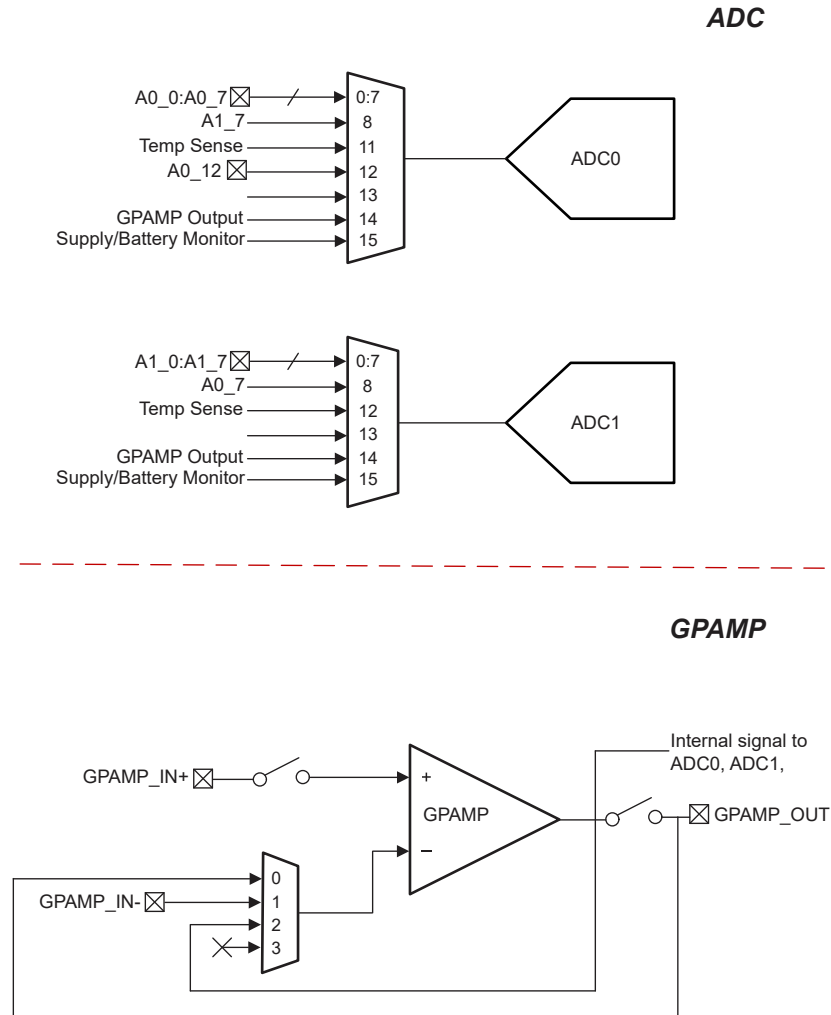 ADC
A0_0:A0_7 0:7
A1_7 8
Temp Sense 11
A0_12 12
13
GPAMP Output 14
Supply/Battery Monitor 15
ADC0
A1_0:A1_7 0:7
A0_7 8
Temp Sense 12
13
GPAMP Output 14
Supply/Battery Monitor 15
ADC1
GPAMP
Internal signal to
ADC0, ADC1,
GPAMP_IN+ +
GPAMP GPAMP_OUT
−
0
GPAMP_IN- 1
2
3